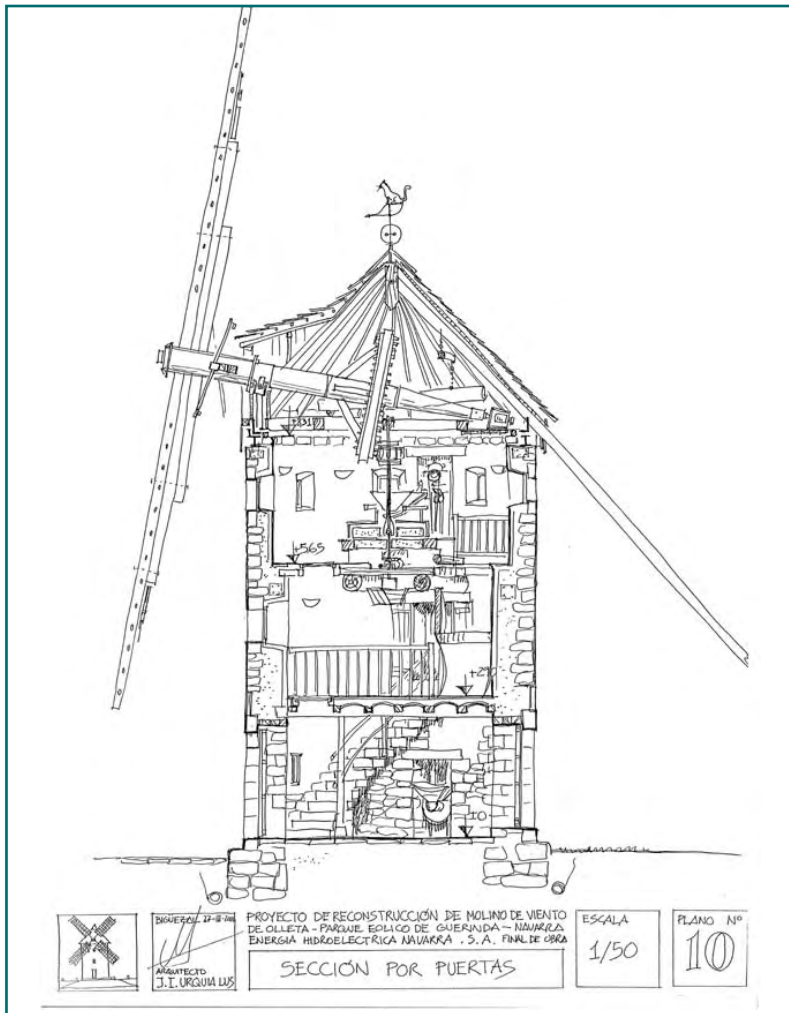 +5.65
BIGUEZAL
ARQUITECTO
J.I. URQUIA LUS
PROYECTO DE RECONSTRUCCIÓN DE MOLINO DE VIENTO
DE OLLETA - PARQUE EOLICO DE GUERINDA - NAVARRA
ENERGIA HIDROELECTRICA NAVARRA . S. A. FINAL DE OBRA
SECCIÓN POR PUERTAS
ESCALA
1/50
PLANO Nº
10